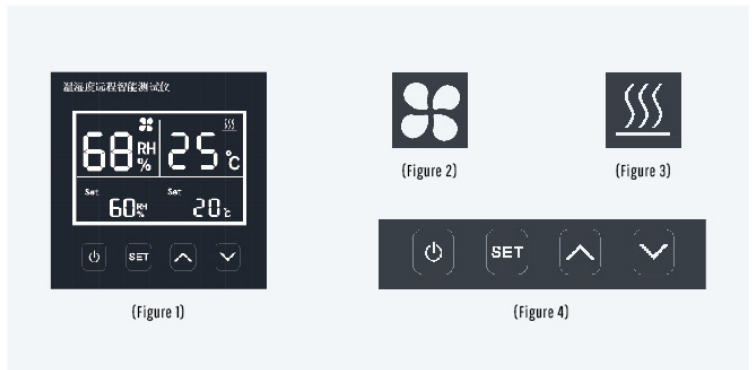 温湿度远程智能测试仪
68 RH % 25 ℃
Set 60 RH % Set 20 ℃
SET
(Figure 1)
(Figure 2)
(Figure 3)
SET
(Figure 4)